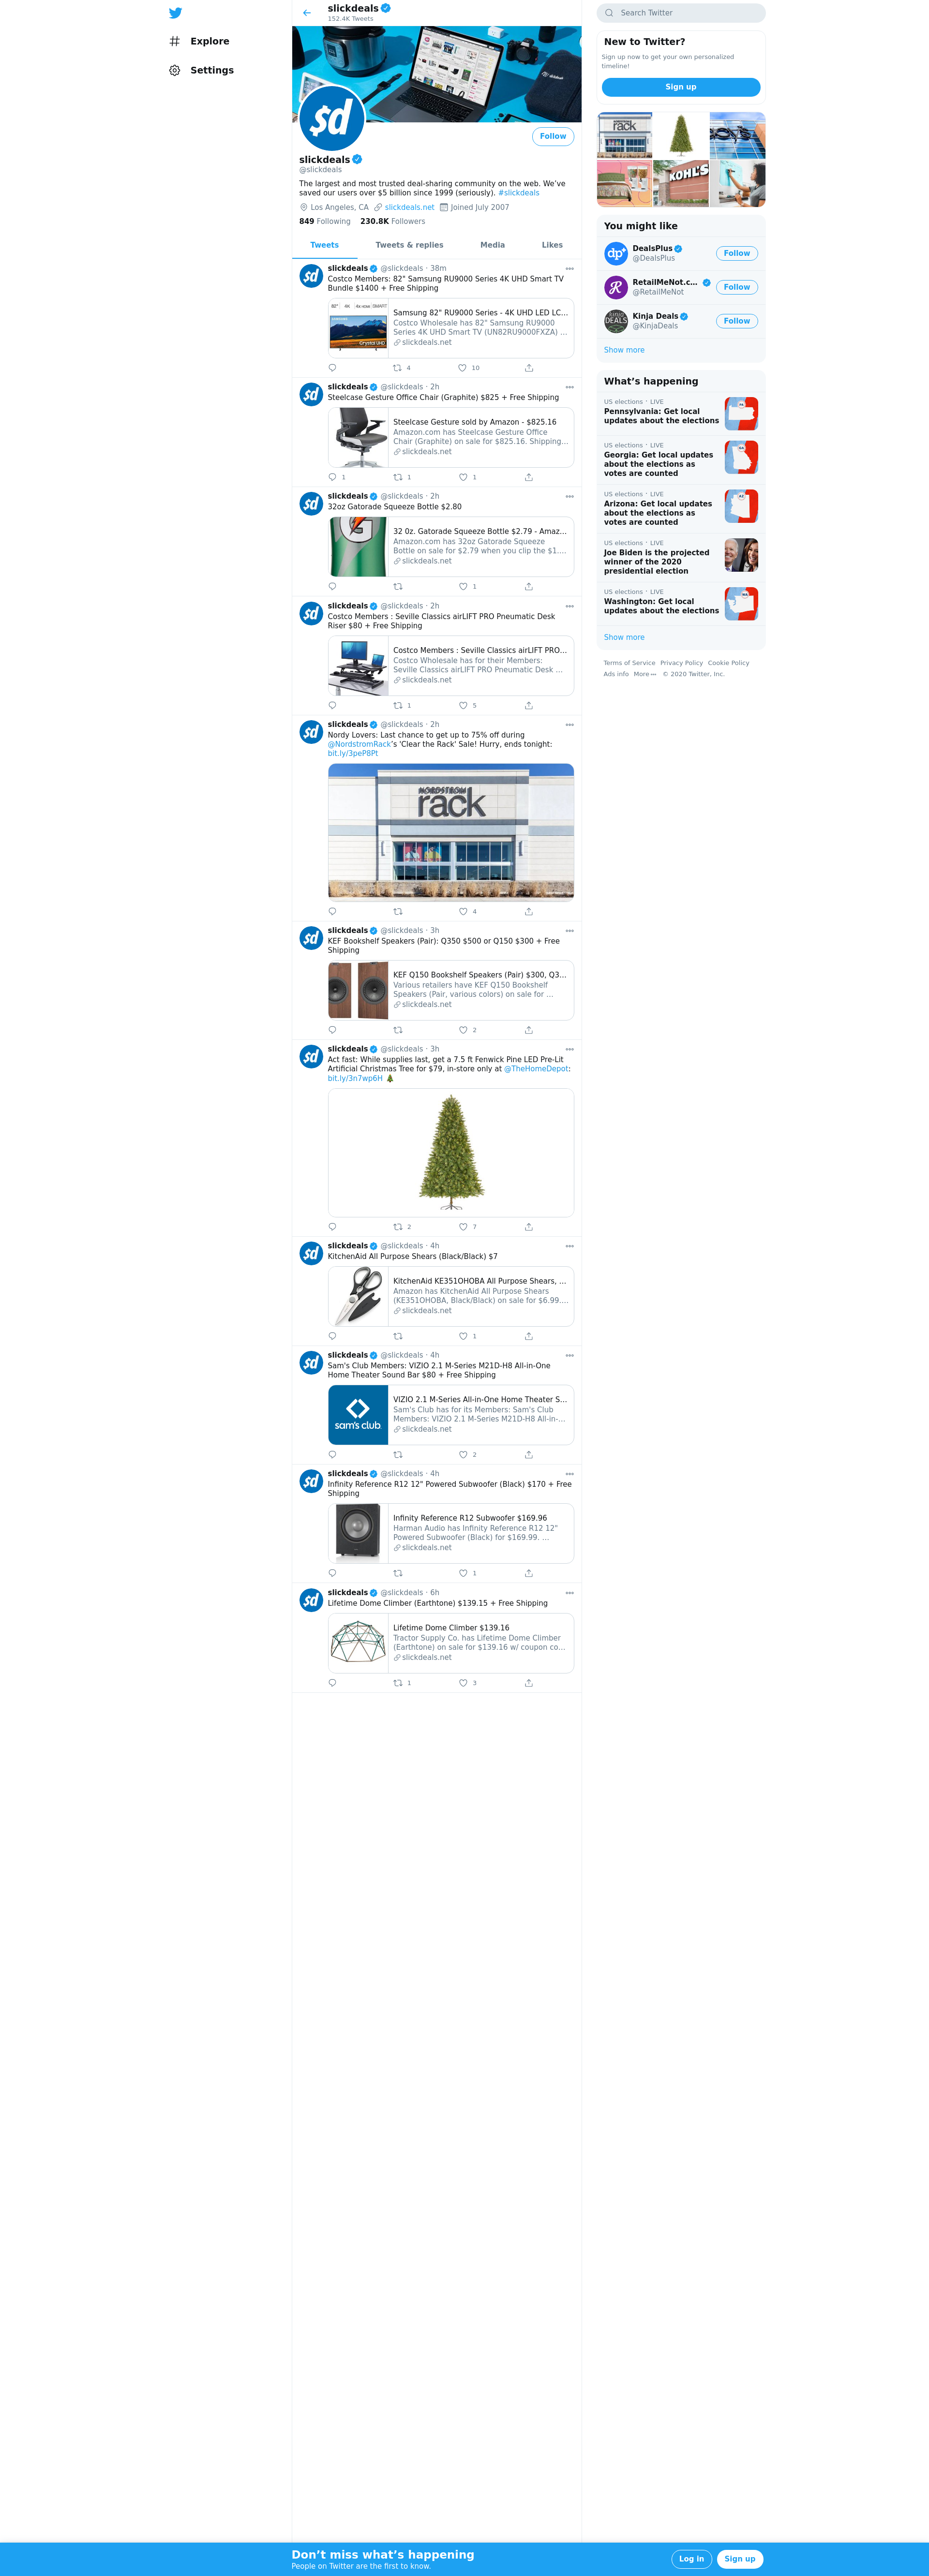 Explore
Settings
slickdeals
152.4K Tweets
$d
Follow
slickdeals
@slickdeals
The largest and most trusted deal-sharing community on the web. We've
saved our users over $5 billion since 1999 (seriously). #slickdeals
Los Angeles, CA slickdeals.net Joined July 2007
849 Following 230.8K Followers
Tweets Tweets & replies Media Likes
$d
slickdeals @slickdeals · 38m
Costco Members: 82" Samsung RU9000 Series 4K UHD Smart TV
Bundle $1400 + Free Shipping
82" 4K SMART
Crystal UHD
Samsung 82" RU9000 Series - 4K UHD LED LC...
Costco Wholesale has 82" Samsung RU9000
Series 4K UHD Smart TV (UN82RU9000FXZA) ...
slickdeals.net
4 10
$d
slickdeals @slickdeals · 2h
Steelcase Gesture Office Chair (Graphite) $825 + Free Shipping
Steelcase Gesture sold by Amazon - $825.16
Amazon.com has Steelcase Gesture Office
Chair (Graphite) on sale for $825.16. Shipping...
slickdeals.net
1 1 1
$d
slickdeals @slickdeals · 2h
32oz Gatorade Squeeze Bottle $2.80
G
32 0z. Gatorade Squeeze Bottle $2.79 - Amaz...
Amazon.com has 32oz Gatorade Squeeze
Bottle on sale for $2.79 when you clip the $1....
slickdeals.net
1
$d
slickdeals @slickdeals · 2h
Costco Members : Seville Classics airLIFT PRO Pneumatic Desk
Riser $80 + Free Shipping
Costco Members : Seville Classics airLIFT PRO...
Costco Wholesale has for their Members:
Seville Classics airLIFT PRO Pneumatic Desk ...
slickdeals.net
1 5
$d
slickdeals @slickdeals · 2h
Nordy Lovers: Last chance to get up to 75% off during
@NordstromRack's 'Clear the Rack' Sale! Hurry, ends tonight:
bit.ly/3peP8Pt
NORDSTROM
rack
4
$d
slickdeals @slickdeals · 3h
KEF Bookshelf Speakers (Pair): Q350 $500 or Q150 $300 + Free
Shipping
KEF Q150 Bookshelf Speakers (Pair) $300, Q3...
Various retailers have KEF Q150 Bookshelf
Speakers (Pair, various colors) on sale for ...
slickdeals.net
2
$d
slickdeals @slickdeals · 3h
Act fast: While supplies last, get a 7.5 ft Fenwick Pine LED Pre-Lit
Artificial Christmas Tree for $79, in-store only at @TheHomeDepot:
bit.ly/3n7wp6H
2 7
$d
slickdeals @slickdeals · 4h
KitchenAid All Purpose Shears (Black/Black) $7
KitchenAid KE351OHOBA All Purpose Shears, ...
Amazon has KitchenAid All Purpose Shears
(KE351OHOBA, Black/Black) on sale for $6.99....
slickdeals.net
1
$d
slickdeals @slickdeals · 4h
Sam's Club Members: VIZIO 2.1 M-Series M21D-H8 All-in-One
Home Theater Sound Bar $80 + Free Shipping
sam's club
VIZIO 2.1 M-Series All-in-One Home Theater S...
Sam's Club has for its Members: Sam's Club
Members: VIZIO 2.1 M-Series M21D-H8 All-in-...
slickdeals.net
2
$d
slickdeals @slickdeals · 4h
Infinity Reference R12 12" Powered Subwoofer (Black) $170 + Free
Shipping
Infinity Reference R12 Subwoofer $169.96
Harman Audio has Infinity Reference R12 12"
Powered Subwoofer (Black) for $169.99. ...
slickdeals.net
1
$d
slickdeals @slickdeals · 6h
Lifetime Dome Climber (Earthtone) $139.15 + Free Shipping
Lifetime Dome Climber $139.16
Tractor Supply Co. has Lifetime Dome Climber
(Earthtone) on sale for $139.16 w/ coupon co...
slickdeals.net
1 3
Search Twitter
New to Twitter?
Sign up now to get your own personalized
timeline!
Sign up
rack
KOHL'S
You might like
dp
DealsPlus
@DealsPlus
Follow
R
RetailMeNot.c...
@RetailMeNot
Follow
DEALS
Kinja Deals
@KinjaDeals
Follow
Show more
What's happening
US elections · LIVE
Pennsylvania: Get local
updates about the elections
US elections · LIVE
Georgia: Get local updates
about the elections as
votes are counted
US elections · LIVE
Arizona: Get local updates
about the elections as
votes are counted
US elections · LIVE
Joe Biden is the projected
winner of the 2020
presidential election
US elections · LIVE
Washington: Get local
updates about the elections
Show more
Terms of Service Privacy Policy Cookie Policy
Ads info More ··· © 2020 Twitter, Inc.
Don't miss what's happening
People on Twitter are the first to know.
Log in
Sign up